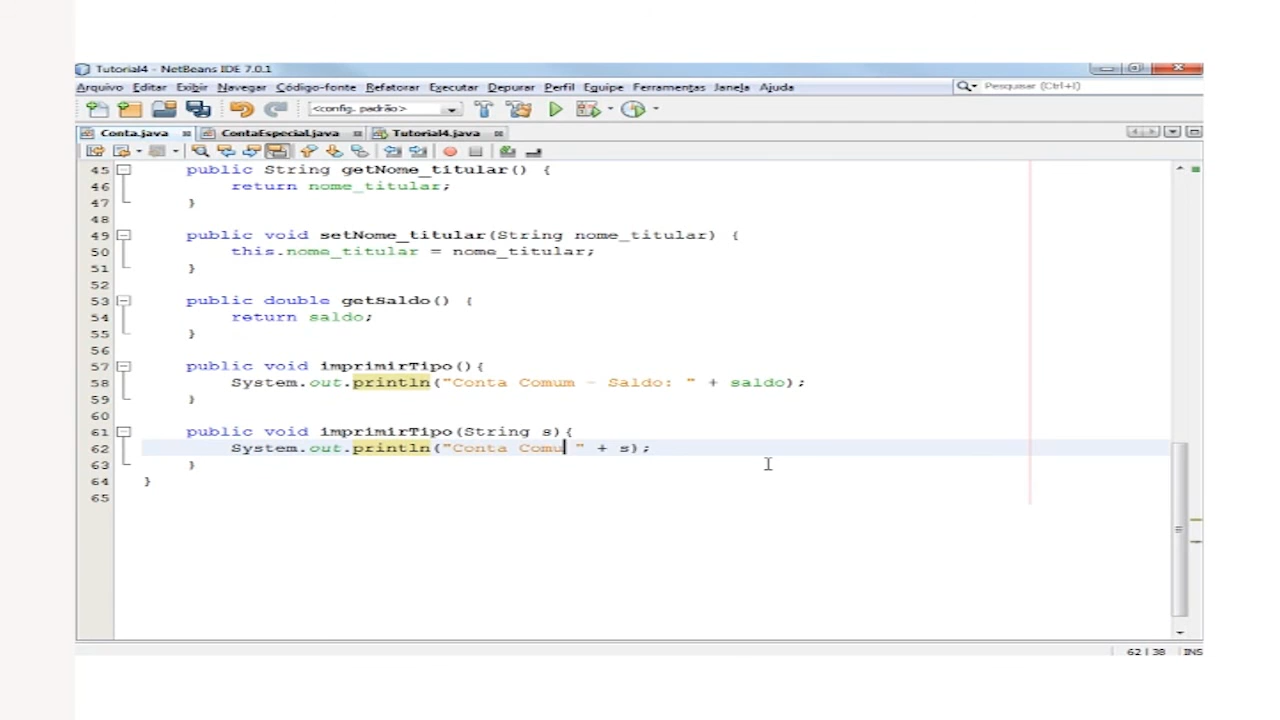 Tutorial4 - NetBeans IDE 7.0.1
Arquivo Editar Exibir Navegar Código-fonte Refatorar Executar Depurar Perfil Equipe Ferramentas Janela Ajuda
Pesquisar (Ctrl+I)
<config. padrão>
Conta.java ContaEspecial.java Tutorial4.java
45 public String getNome_titular() {
46 return nome_titular;
47 }
48
49 public void setNome_titular(String nome_titular) {
50 this.nome_titular = nome_titular;
51 }
52
53 public double getSaldo() {
54 return saldo;
55 }
56
57 public void imprimirTipo(){
58 System.out.println("Conta Comum - Saldo: " + saldo);
59 }
60
61 public void imprimirTipo(String s){
62 System.out.println("Conta Comu " + s);
63 }
64 }
65
62 | 38 INS